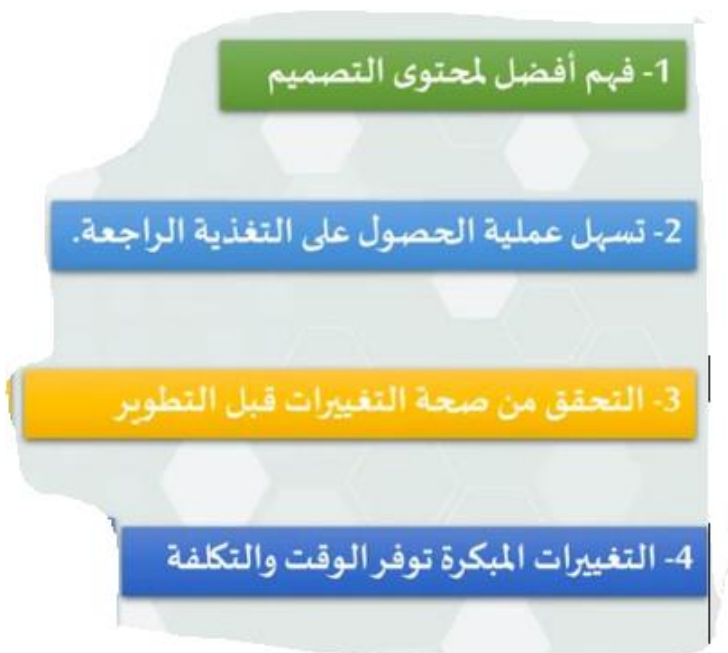 1- فهم أفضل لمحتوى التصميم
2- تسهل عملية الحصول على التغذية الراجعة.
3- التحقق من صحة التغييرات قبل التطوير
4- التغييرات المبكرة توفر الوقت والتكلفة